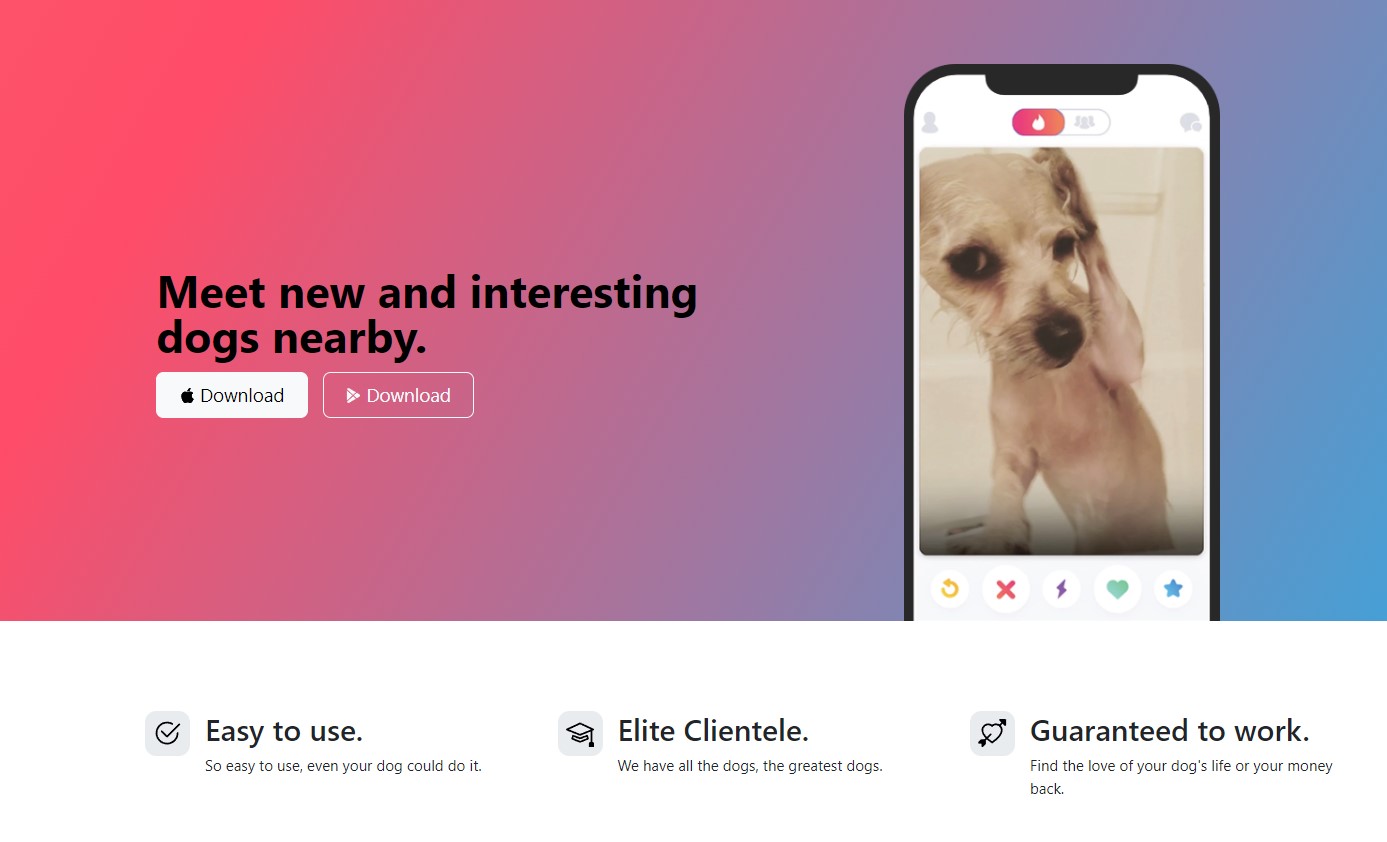 Meet new and interesting
dogs nearby.
Download
Download
Easy to use.
So easy to use, even your dog could do it.
Elite Clientele.
We have all the dogs, the greatest dogs.
Guaranteed to work.
Find the love of your dog's life or your money
back.